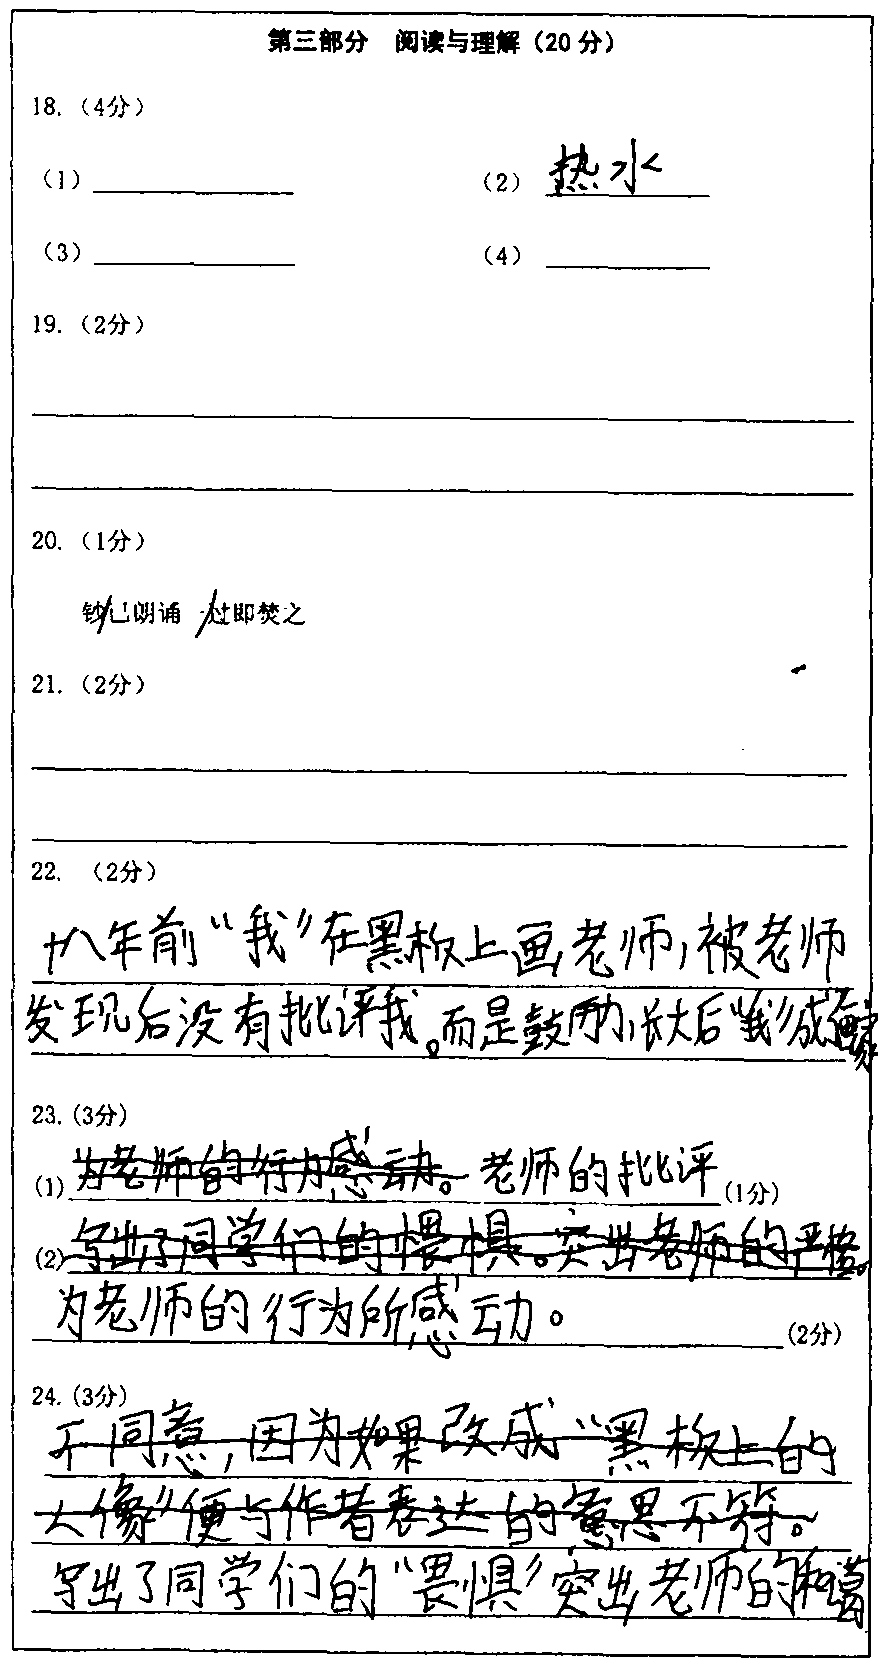 第三部分 阅读与理解（20分）
18.（4分）
（1） （2）热水
（3） （4）
19.（2分）
20.（1分）
钞/已朗诵 /过即焚之
21.（2分）
22. （2分）
十八年前“我”在黑板上画老师，被老师
发现后没有批评我。而是鼓励，长大后“我”成
23.(3分)
(1) 为老师的行为感动。老师的批评 (1分)
(2) 写出了同学们的畏惧。突出老师的严格。
为老师的行为所感动。 (2分)
24.(3分)
不同意，因为如果改成“黑板上的
人像”便与作者表达的意思不符。
写出了同学们的“畏惧”突出老师的和蔼